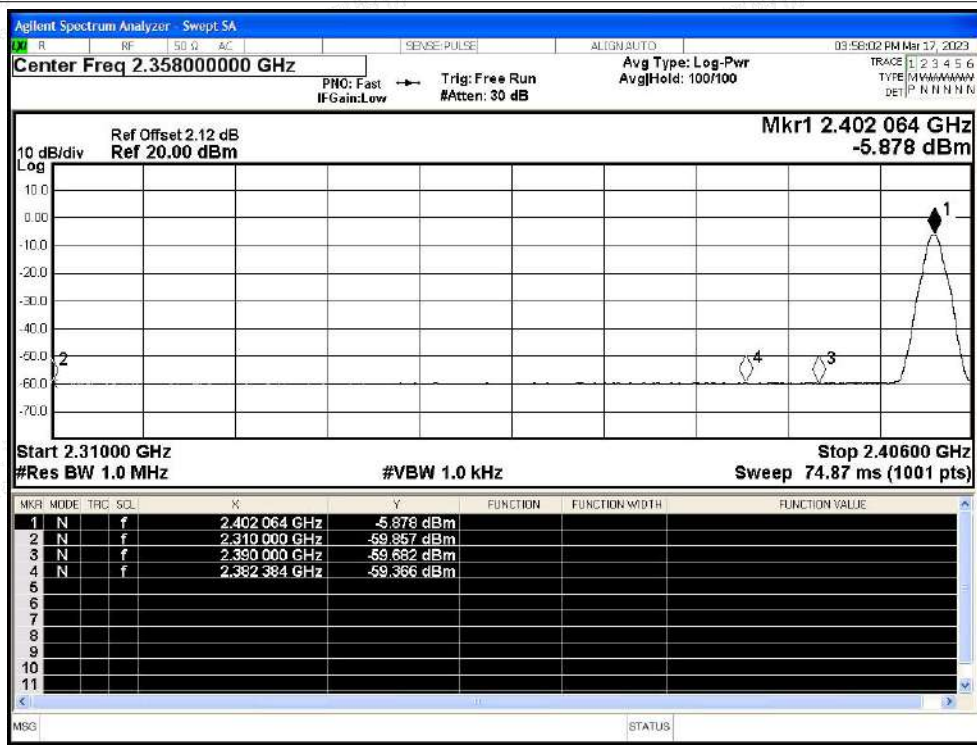 Agilent Spectrum Analyzer - Swept SA
LXI R RF 50 Ω AC SENSE:PULSE ALIGNAUTO 03:58:02 PM Mar 17, 2023
Center Freq 2.358000000 GHz
PNO: Fast
IFGain:Low
Trig: Free Run
#Atten: 30 dB
Avg Type: Log-Pwr
Avg|Hold: 100/100
TRACE 1 2 3 4 5 6
TYPE M
DET P N N N N N
Mkr1 2.402 064 GHz
-5.878 dBm
Ref Offset 2.12 dB
10 dB/div Ref 20.00 dBm
Log
10.0
0.00
-10.0
-20.0
-30.0
-40.0
-50.0
-60.0
-70.0
1
2
4
3
Start 2.31000 GHz Stop 2.40600 GHz
#Res BW 1.0 MHz #VBW 1.0 kHz Sweep 74.87 ms (1001 pts)
MKR MODE TRC SCL X Y FUNCTION FUNCTION WIDTH FUNCTION VALUE
1 N f 2.402 064 GHz -5.878 dBm
2 N f 2.310 000 GHz -59.857 dBm
3 N f 2.390 000 GHz -59.682 dBm
4 N f 2.382 384 GHz -59.366 dBm
5
6
7
8
9
10
11
MSG STATUS